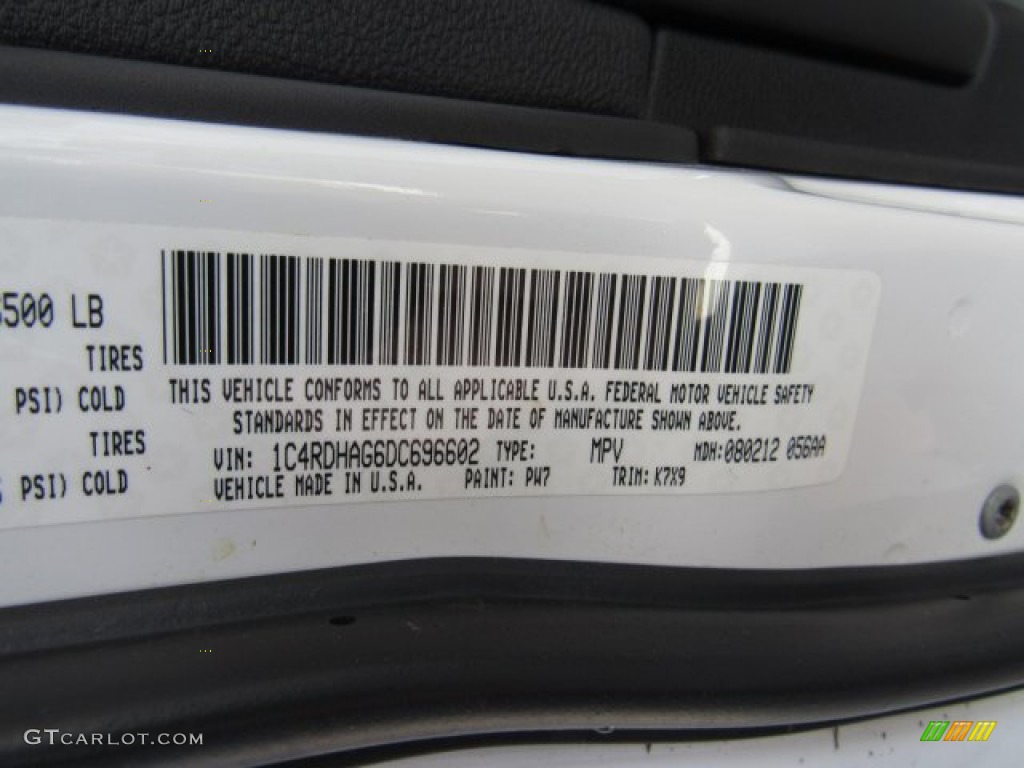 500 LB
TIRES
PSI) COLD
TIRES
PSI) COLD
THIS VEHICLE CONFORMS TO ALL APPLICABLE U.S.A. FEDERAL MOTOR VEHICLE SAFETY
STANDARDS IN EFFECT ON THE DATE OF MANUFACTURE SHOWN ABOVE.
VIN: 1C4RDHAG6DC696602 TYPE: MPV MDH: 080212 056AA
VEHICLE MADE IN U.S.A. PAINT: PW7 TRIM: K7X9
GTCARLOT.COM